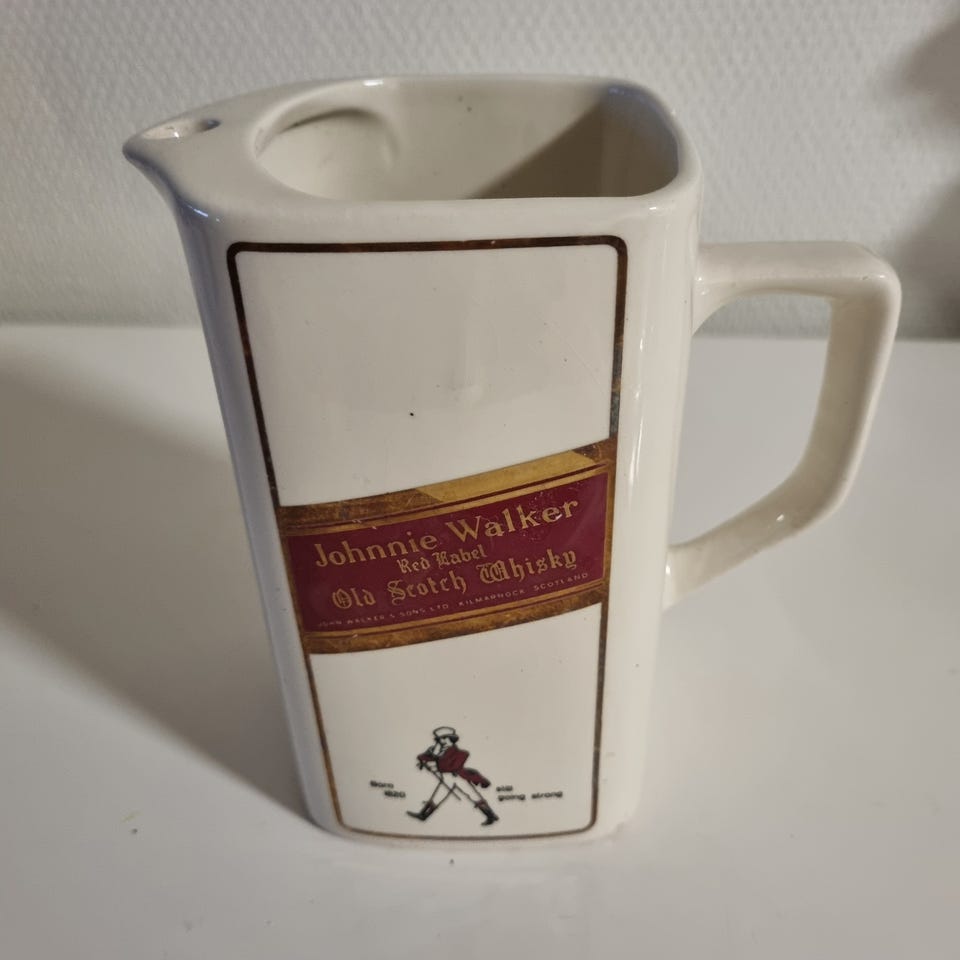 Johnnie Walker
Red Label
Old Scotch Whisky
JOHN WALKER & SONS LTD. KILMARNOCK. SCOTLAND
Born still
1820 going strong